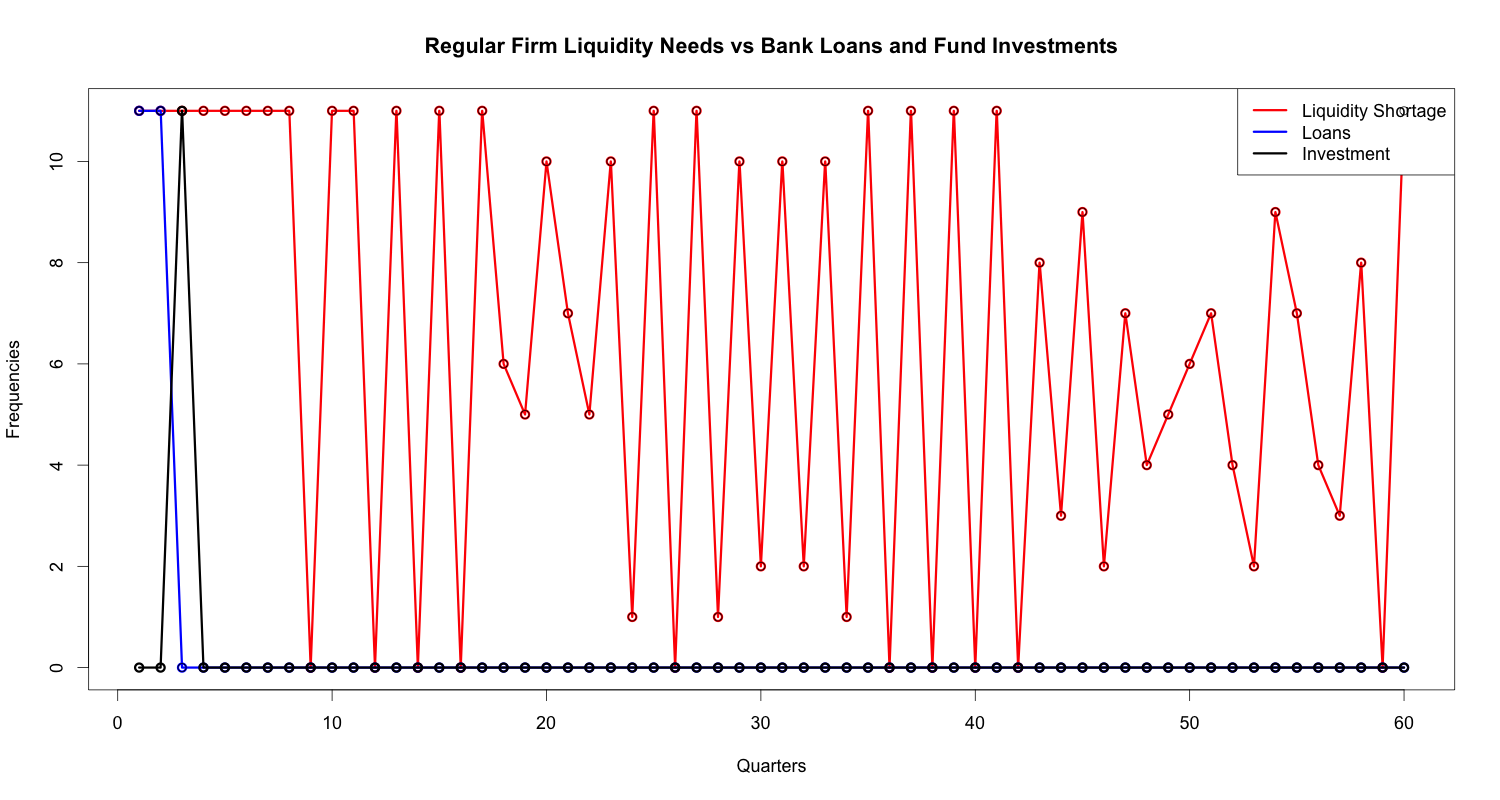 Regular Firm Liquidity Needs vs Bank Loans and Fund Investments
Liquidity Shortage
Loans
Investment
Frequencies
10
8
6
4
2
0
0 10 20 30 40 50 60
Quarters